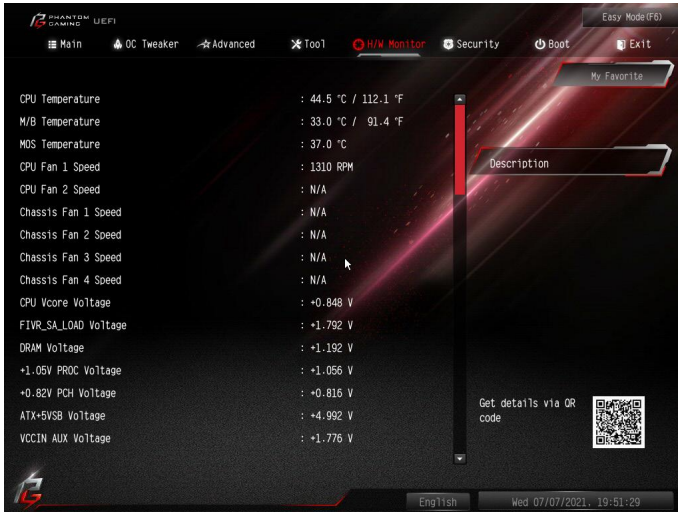 PHANTOM GAMING UEFI
Easy Mode(F6)
Main OC Tweaker Advanced Tool H/W Monitor Security Boot Exit
My Favorite
CPU Temperature : 44.5 °C / 112.1 °F
M/B Temperature : 33.0 °C / 91.4 °F
MOS Temperature : 37.0 °C
CPU Fan 1 Speed : 1310 RPM
CPU Fan 2 Speed : N/A
Chassis Fan 1 Speed : N/A
Chassis Fan 2 Speed : N/A
Chassis Fan 3 Speed : N/A
Chassis Fan 4 Speed : N/A
CPU Vcore Voltage : +0.848 V
FIVR_SA_LOAD Voltage : +1.792 V
DRAM Voltage : +1.192 V
+1.05V PROC Voltage : +1.056 V
+0.82V PCH Voltage : +0.816 V
ATX+5VSB Voltage : +4.992 V
VCCIN AUX Voltage : +1.776 V
Description
Get details via QR
code
English
Wed 07/07/2021. 19:51:29